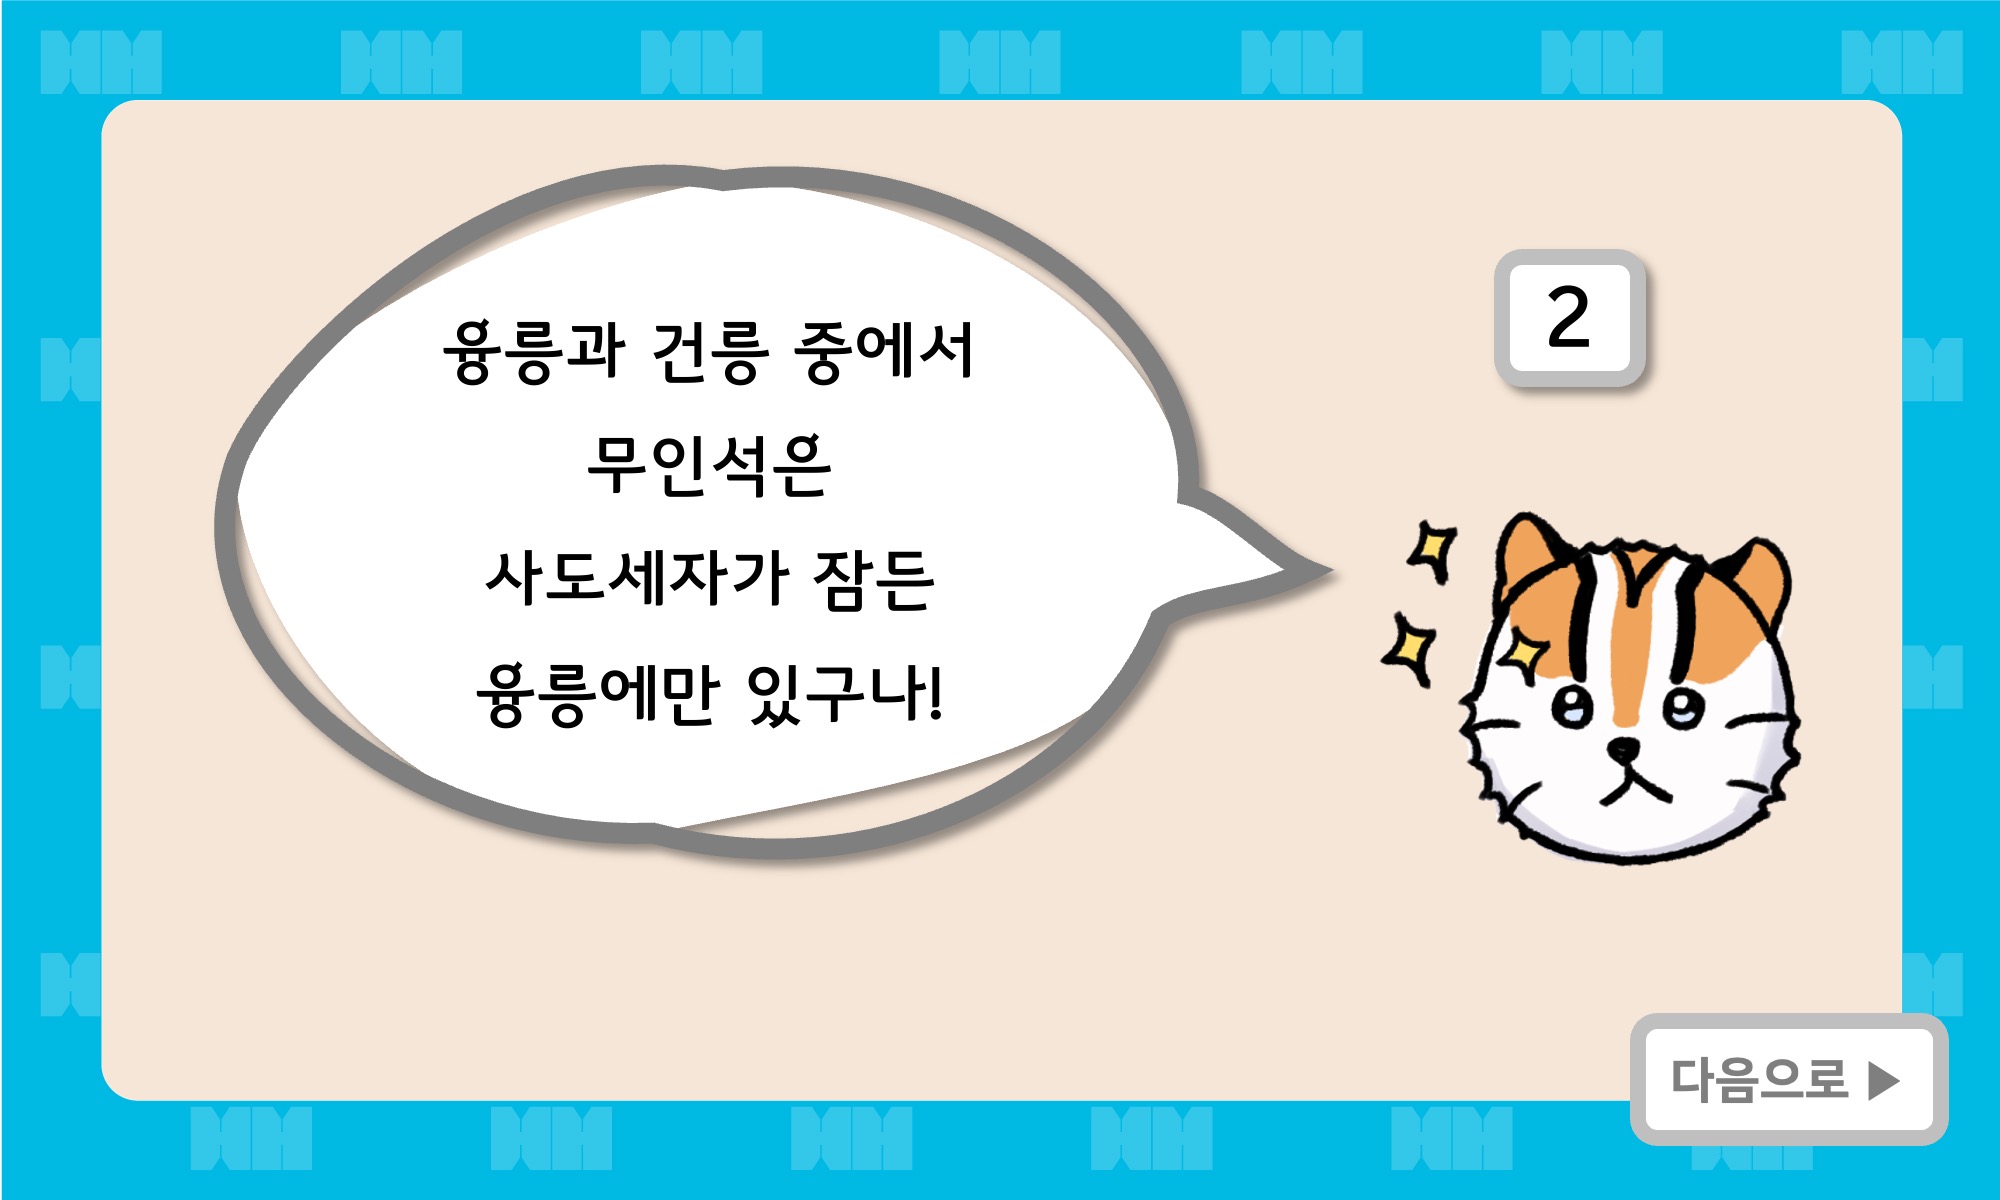 융릉과 건릉 중에서
무인석은
사도세자가 잠든
융릉에만 있구나!
2
다음으로 ▶